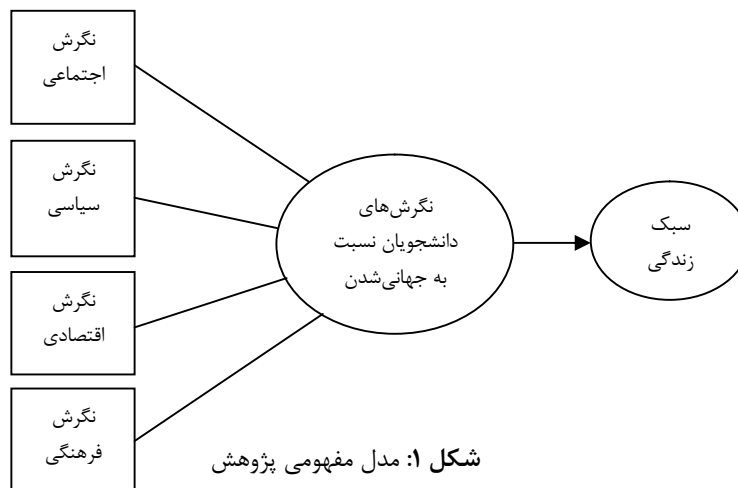 نگرش
اجتماعی
نگرش
سیاسی
نگرش
اقتصادی
نگرش
فرهنگی
نگرش‌های
دانشجویان نسبت
به جهانی‌شدن
سبک
زندگی
شکل ۱: مدل مفهومی پژوهش